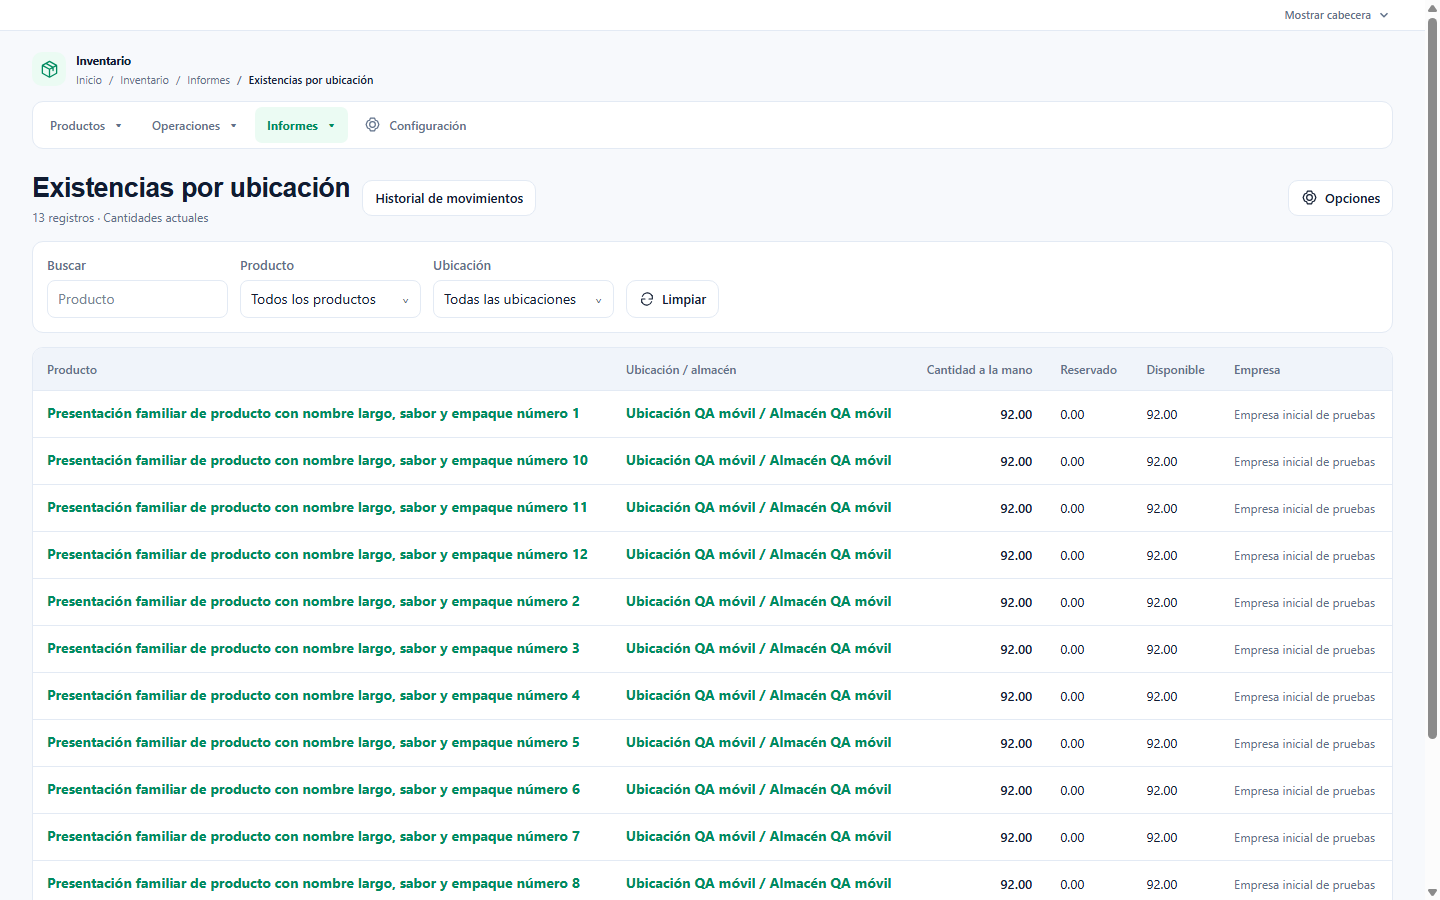 Mostrar cabecera
Inventario
Inicio / Inventario / Informes / Existencias por ubicación
Productos Operaciones Informes Configuración
Existencias por ubicación Historial de movimientos Opciones
13 registros · Cantidades actuales
Buscar Producto Ubicación
Producto Todos los productos Todas las ubicaciones Limpiar
Producto Ubicación / almacén Cantidad a la mano Reservado Disponible Empresa
Presentación familiar de producto con nombre largo, sabor y empaque número 1 Ubicación QA móvil / Almacén QA móvil 92.00 0.00 92.00 Empresa inicial de pruebas
Presentación familiar de producto con nombre largo, sabor y empaque número 10 Ubicación QA móvil / Almacén QA móvil 92.00 0.00 92.00 Empresa inicial de pruebas
Presentación familiar de producto con nombre largo, sabor y empaque número 11 Ubicación QA móvil / Almacén QA móvil 92.00 0.00 92.00 Empresa inicial de pruebas
Presentación familiar de producto con nombre largo, sabor y empaque número 12 Ubicación QA móvil / Almacén QA móvil 92.00 0.00 92.00 Empresa inicial de pruebas
Presentación familiar de producto con nombre largo, sabor y empaque número 2 Ubicación QA móvil / Almacén QA móvil 92.00 0.00 92.00 Empresa inicial de pruebas
Presentación familiar de producto con nombre largo, sabor y empaque número 3 Ubicación QA móvil / Almacén QA móvil 92.00 0.00 92.00 Empresa inicial de pruebas
Presentación familiar de producto con nombre largo, sabor y empaque número 4 Ubicación QA móvil / Almacén QA móvil 92.00 0.00 92.00 Empresa inicial de pruebas
Presentación familiar de producto con nombre largo, sabor y empaque número 5 Ubicación QA móvil / Almacén QA móvil 92.00 0.00 92.00 Empresa inicial de pruebas
Presentación familiar de producto con nombre largo, sabor y empaque número 6 Ubicación QA móvil / Almacén QA móvil 92.00 0.00 92.00 Empresa inicial de pruebas
Presentación familiar de producto con nombre largo, sabor y empaque número 7 Ubicación QA móvil / Almacén QA móvil 92.00 0.00 92.00 Empresa inicial de pruebas
Presentación familiar de producto con nombre largo, sabor y empaque número 8 Ubicación QA móvil / Almacén QA móvil 92.00 0.00 92.00 Empresa inicial de pruebas